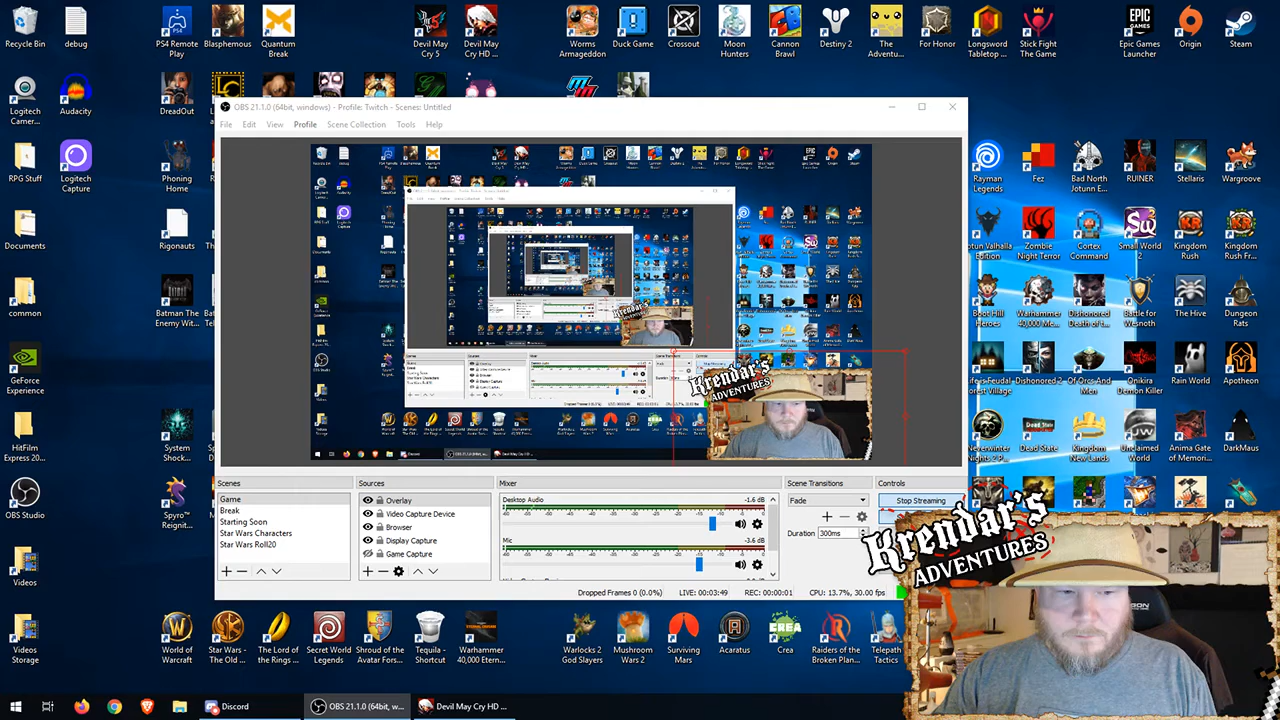 Recycle Bin
debug
PS4 Remote Play
Blasphemous
Quantum Break
Devil May Cry 5
Devil May Cry HD ...
Worms Armageddon
Duck Game
Crossout
Moon Hunters
Cannon Brawl
Destiny 2
The Adventu...
For Honor
Longsword Tabletop ...
Stick Fight The Game
Epic Games Launcher
Origin
Steam
Logitech Camer...
Audacity
DreadOut
OBS 21.1.0 (64bit, windows) - Profile: Twitch - Scenes: Untitled
File Edit View Profile Scene Collection Tools Help
RPG Stuff
Logitech Capture
Phoning Home
Rayman Legends
Fez
Bad North Jotunn E...
RUINER
Stellaris
Wargroove
Documents
Rigonauts
Zombie Night Terror
Cortex Command
Small World 2
Kingdom Rush
Kingdom Rush Fr...
common
Batman The Enemy Wit...
Boot Hill Heroes
Warhammer 40,000 Me...
Dishonored Death of t...
Battle for Wesnoth
The Hive
Dungeon Rats
GeForce Experience
Dishonored 2
Of Orcs And Men
Onikira Demon Killer
Rain World
Apotheon
HitFilm Express 20...
System Shock...
Dead State
Kingdom New Lands
Unclaimed World
Anima Gate of Memori...
DarkMaus
OBS Studio
Spyro™ Reignit...
Scenes
Sources
Mixer
Scene Transitions
Controls
Game
Break
Starting Soon
Star Wars Characters
Star Wars Roll20
Overlay
Video Capture Device
Browser
Display Capture
Game Capture
Desktop Audio -1.6 dB
Mic -3.6 dB
Fade
Duration 300ms
Stop Streaming
Dropped Frames 0 (0.0%) LIVE: 00:03:49 REC: 00:00:01 CPU: 13.7%, 30.00 fps
Krendar's
ADVENTURES
Videos
Videos Storage
World of Warcraft
Star Wars - The Old ...
The Lord of the Rings ...
Secret World Legends
Shroud of the Avatar Fors...
Tequila - Shortcut
Warhammer 40,000 Etern...
Warlocks 2 God Slayers
Mushroom Wars 2
Surviving Mars
Acaratus
Crea
Raiders of the Broken Plan...
Telepath Tactics
Discord
OBS 21.1.0 (64bit, w...
Devil May Cry HD ...